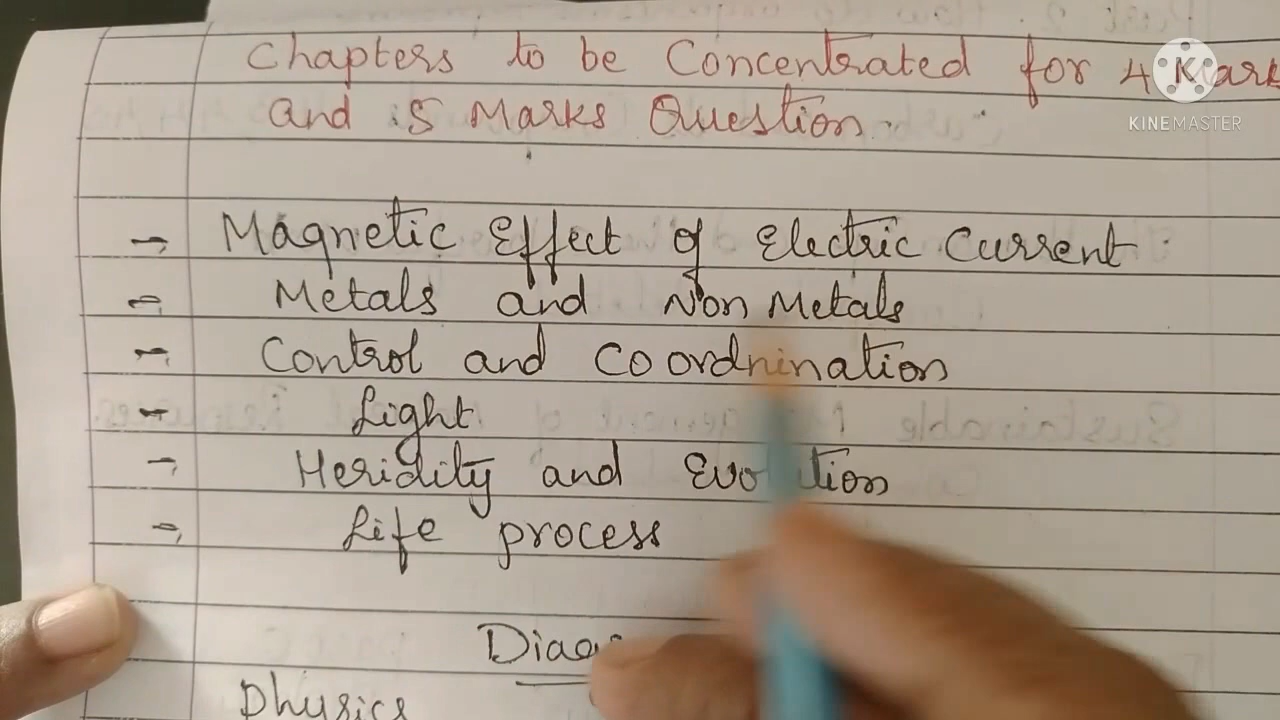 Chapters to be Concentrated for 4 Mark
and 5 Marks Question.
KINEMASTER
→ Magnetic Effect of Electric Current.
→ Metals and Non Metals
→ Control and Coordnination
→ Light
→ Heridity and Evolution
→ Life process
Physics